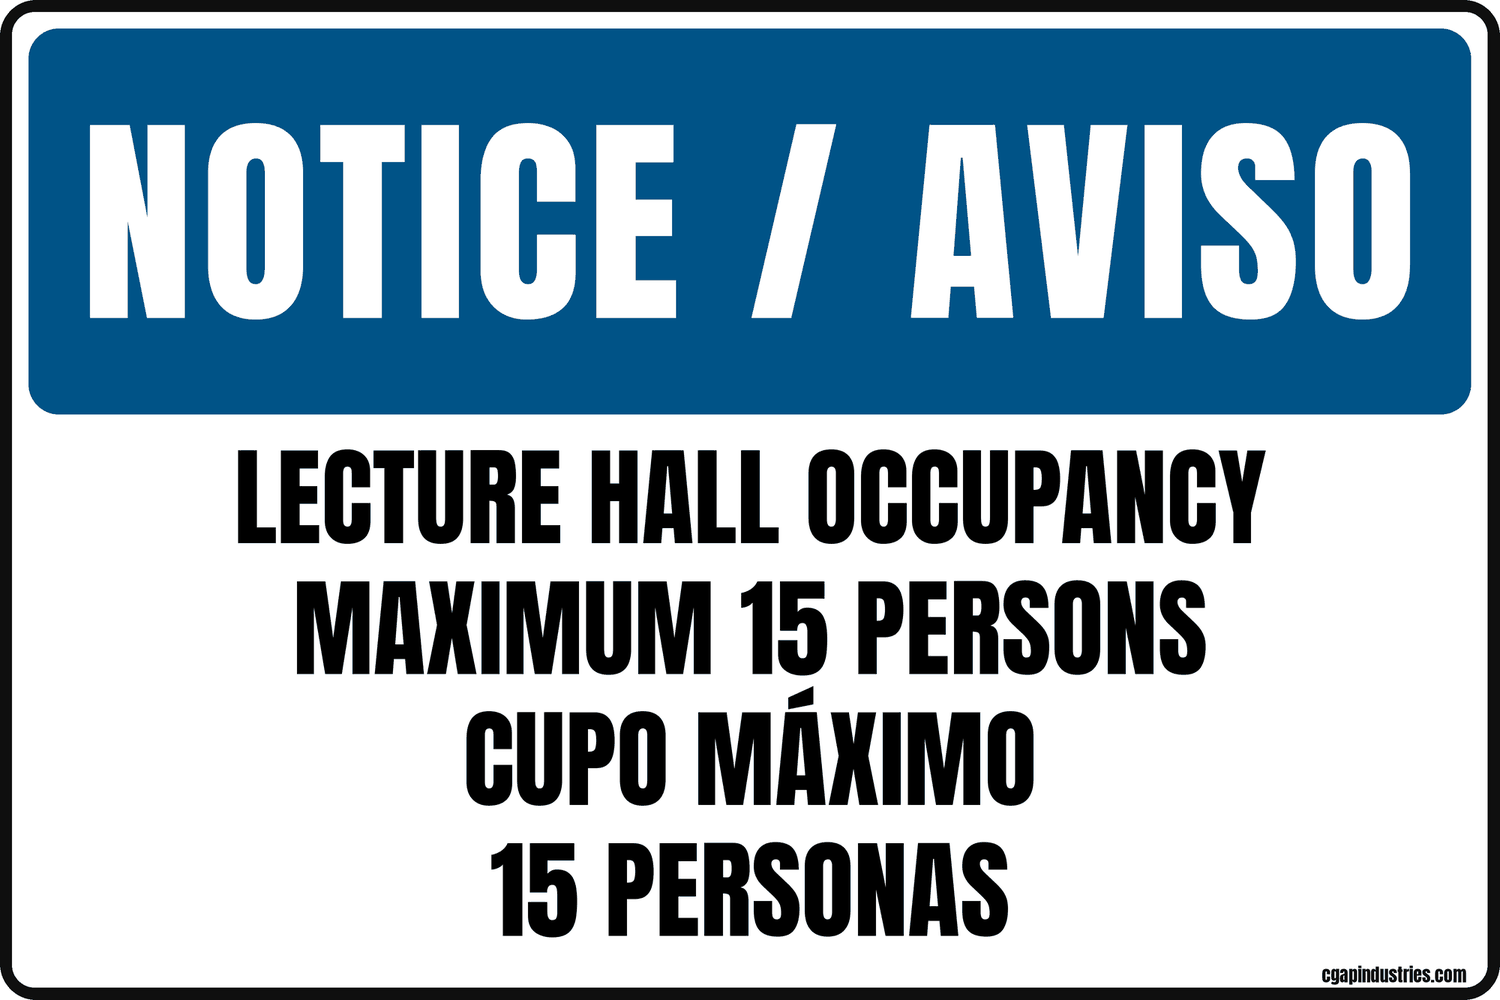 NOTICE / AVISO
LECTURE HALL OCCUPANCY
MAXIMUM 15 PERSONS
CUPO MÁXIMO
15 PERSONAS
cgapindustries.com